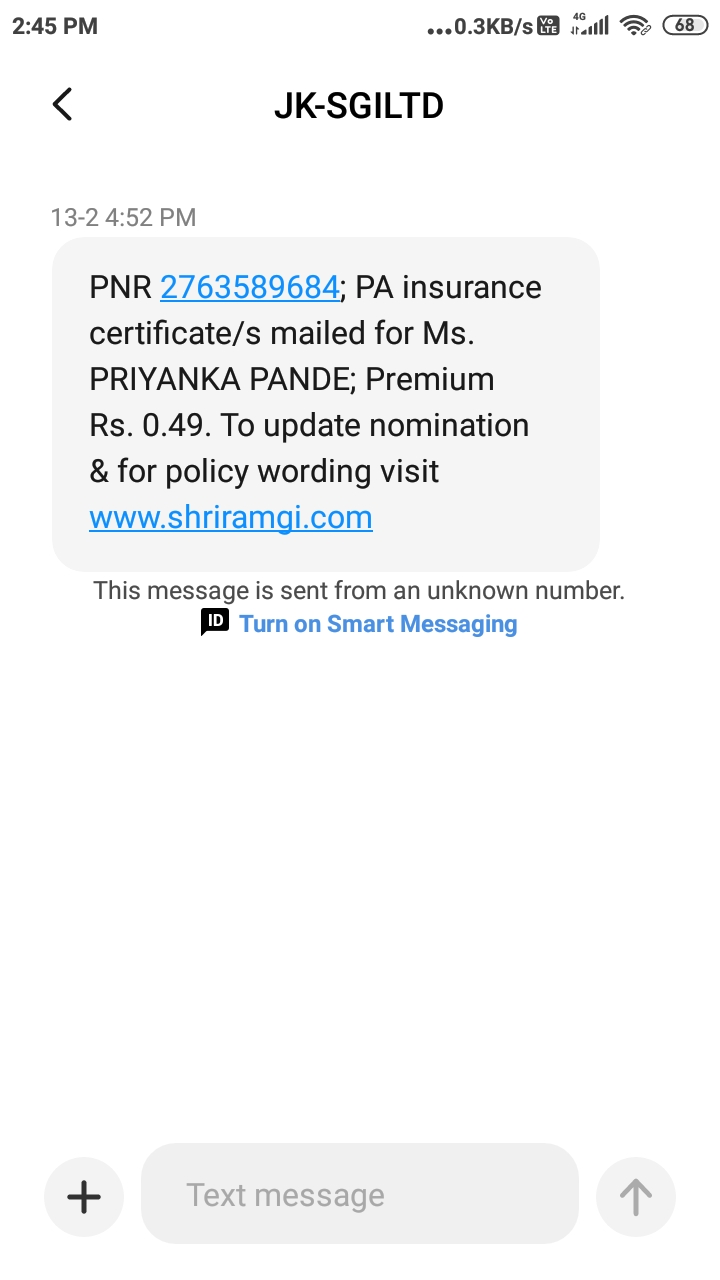 2:45 PM ...0.3KB/s Vo LTE 4G 68
JK-SGILTD
13-2 4:52 PM
PNR 2763589684; PA insurance
certificate/s mailed for Ms.
PRIYANKA PANDE; Premium
Rs. 0.49. To update nomination
& for policy wording visit
www.shriramgi.com
This message is sent from an unknown number.
ID Turn on Smart Messaging
Text message